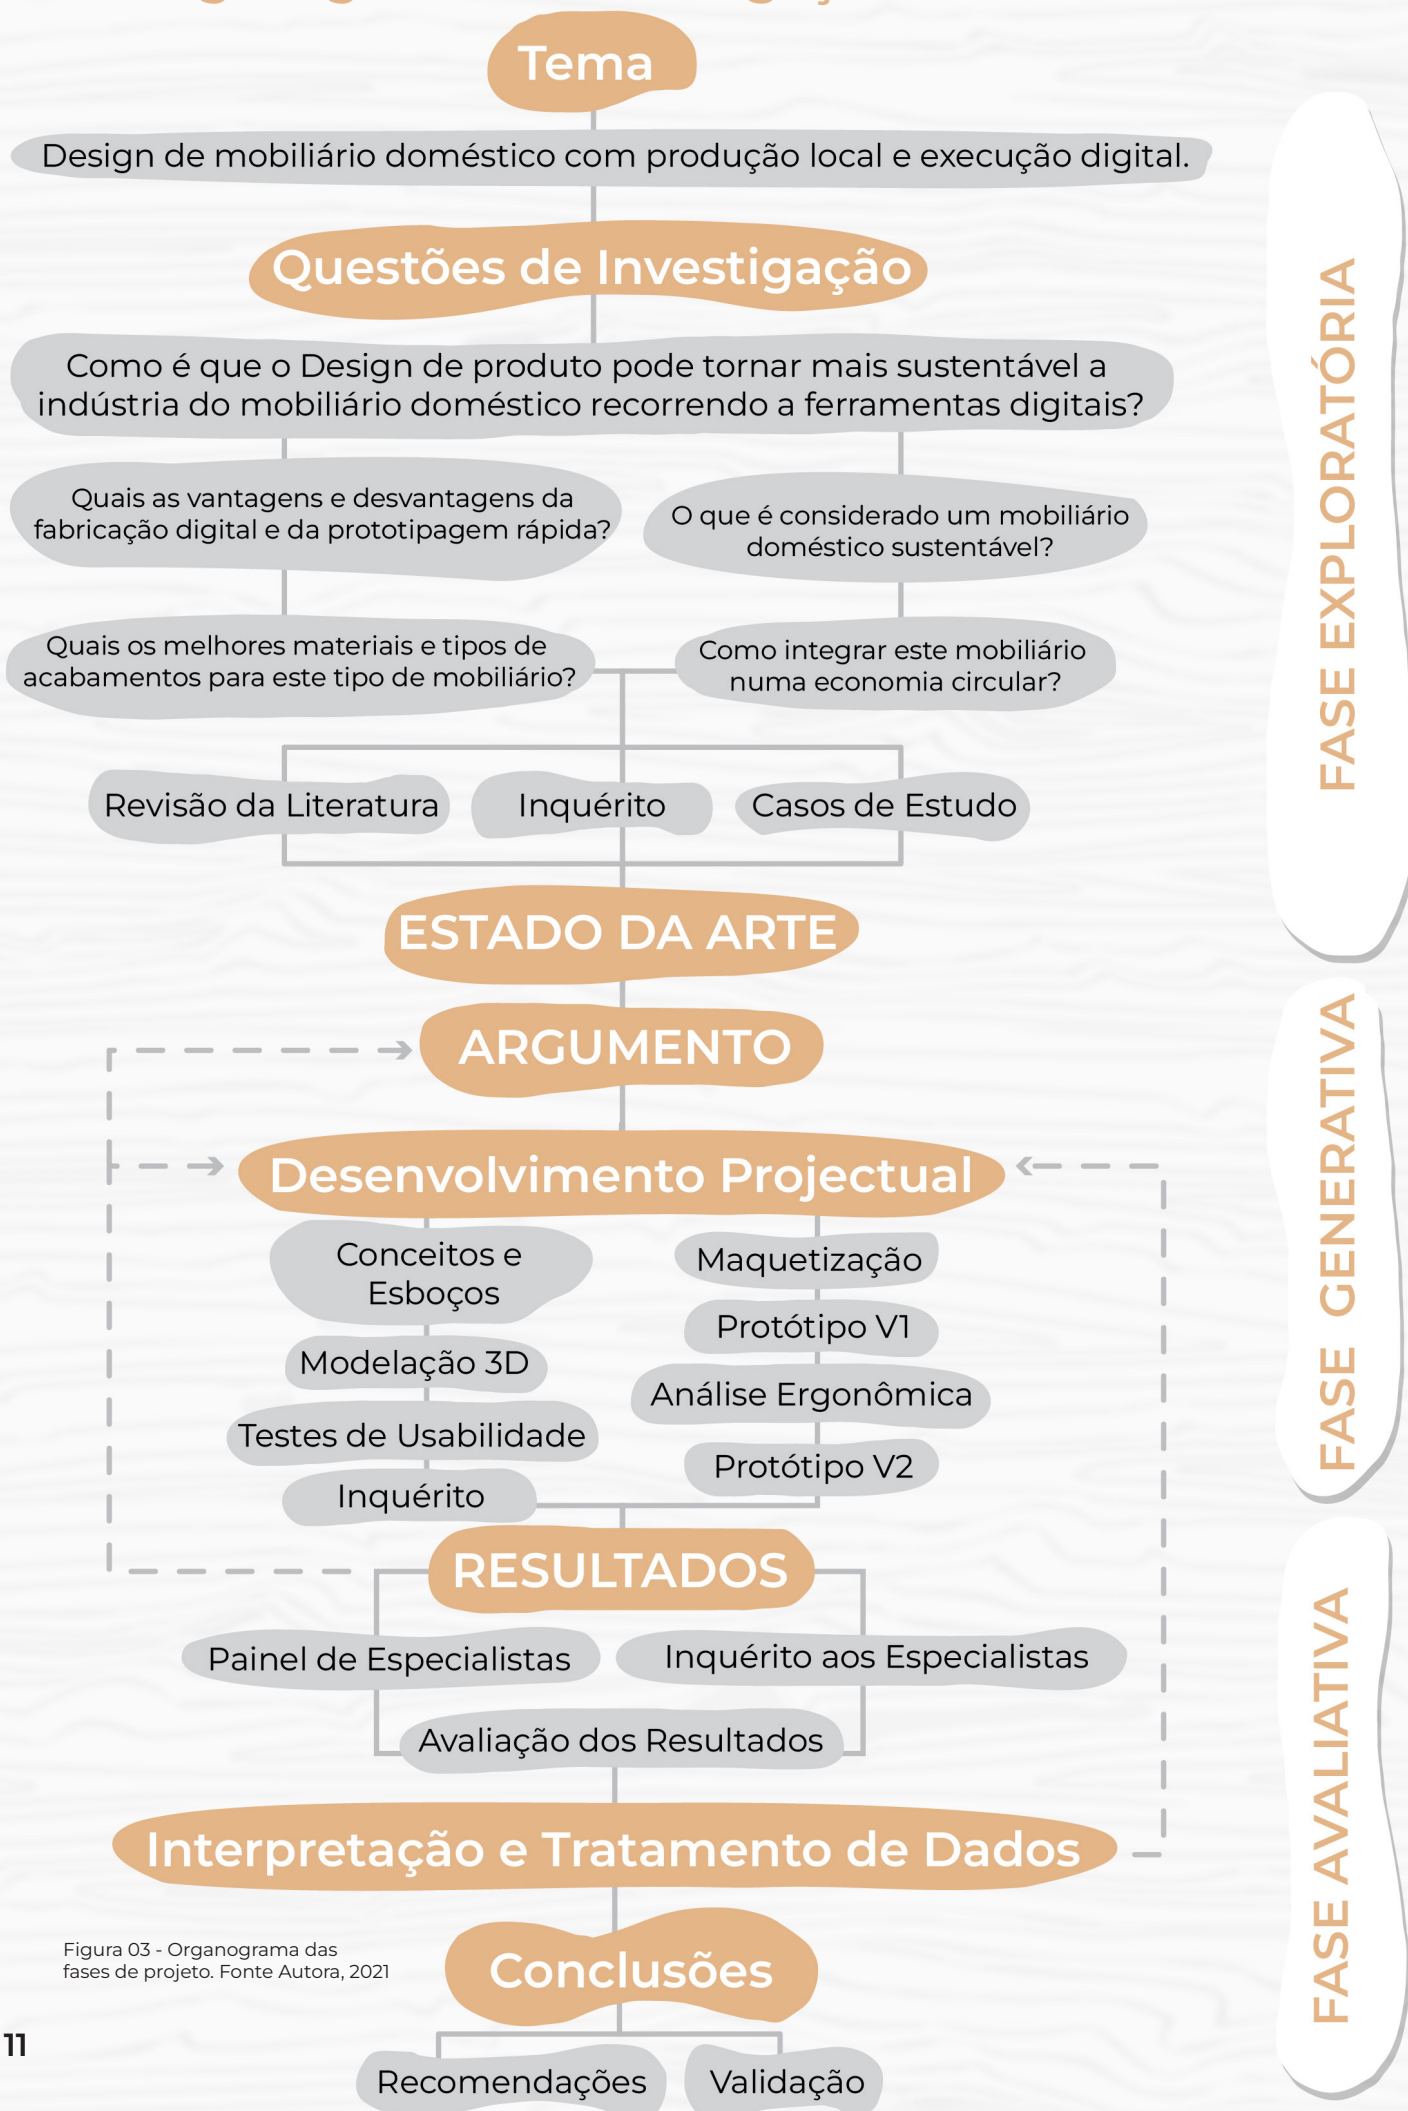 Tema
Design de mobiliário doméstico com produção local e execução digital.
Questões de Investigação
Como é que o Design de produto pode tornar mais sustentável a
indústria do mobiliário doméstico recorrendo a ferramentas digitais?
Quais as vantagens e desvantagens da
fabricação digital e da prototipagem rápida?
O que é considerado um mobiliário
doméstico sustentável?
Quais os melhores materiais e tipos de
acabamentos para este tipo de mobiliário?
Como integrar este mobiliário
numa economia circular?
Revisão da Literatura
Inquérito
Casos de Estudo
ESTADO DA ARTE
FASE EXPLORATÓRIA
ARGUMENTO
Desenvolvimento Projectual
Conceitos e
Esboços
Modelação 3D
Testes de Usabilidade
Inquérito
Maquetização
Protótipo V1
Análise Ergonômica
Protótipo V2
FASE GENERATIVA
RESULTADOS
Painel de Especialistas
Inquérito aos Especialistas
Avaliação dos Resultados
Interpretação e Tratamento de Dados
Conclusões
Recomendações
Validação
FASE AVALIATIVA
Figura 03 - Organograma das
fases de projeto. Fonte Autora, 2021
11